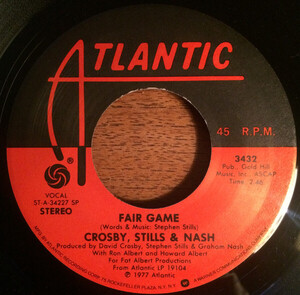 ATLANTIC
45 R.P.M.
VOCAL
ST-A-34227 SP
STEREO
3432
Pub., Gold Hill
Music, Inc., ASCAP
Time: 2:46
FAIR GAME
(Words & Music: Stephen Stills)
CROSBY, STILLS & NASH
Produced by David Crosby, Stephen Stills & Graham Nash
With Ron Albert and Howard Albert
For Fat Albert Productions
From Atlantic LP 19104
℗ 1977 Atlantic